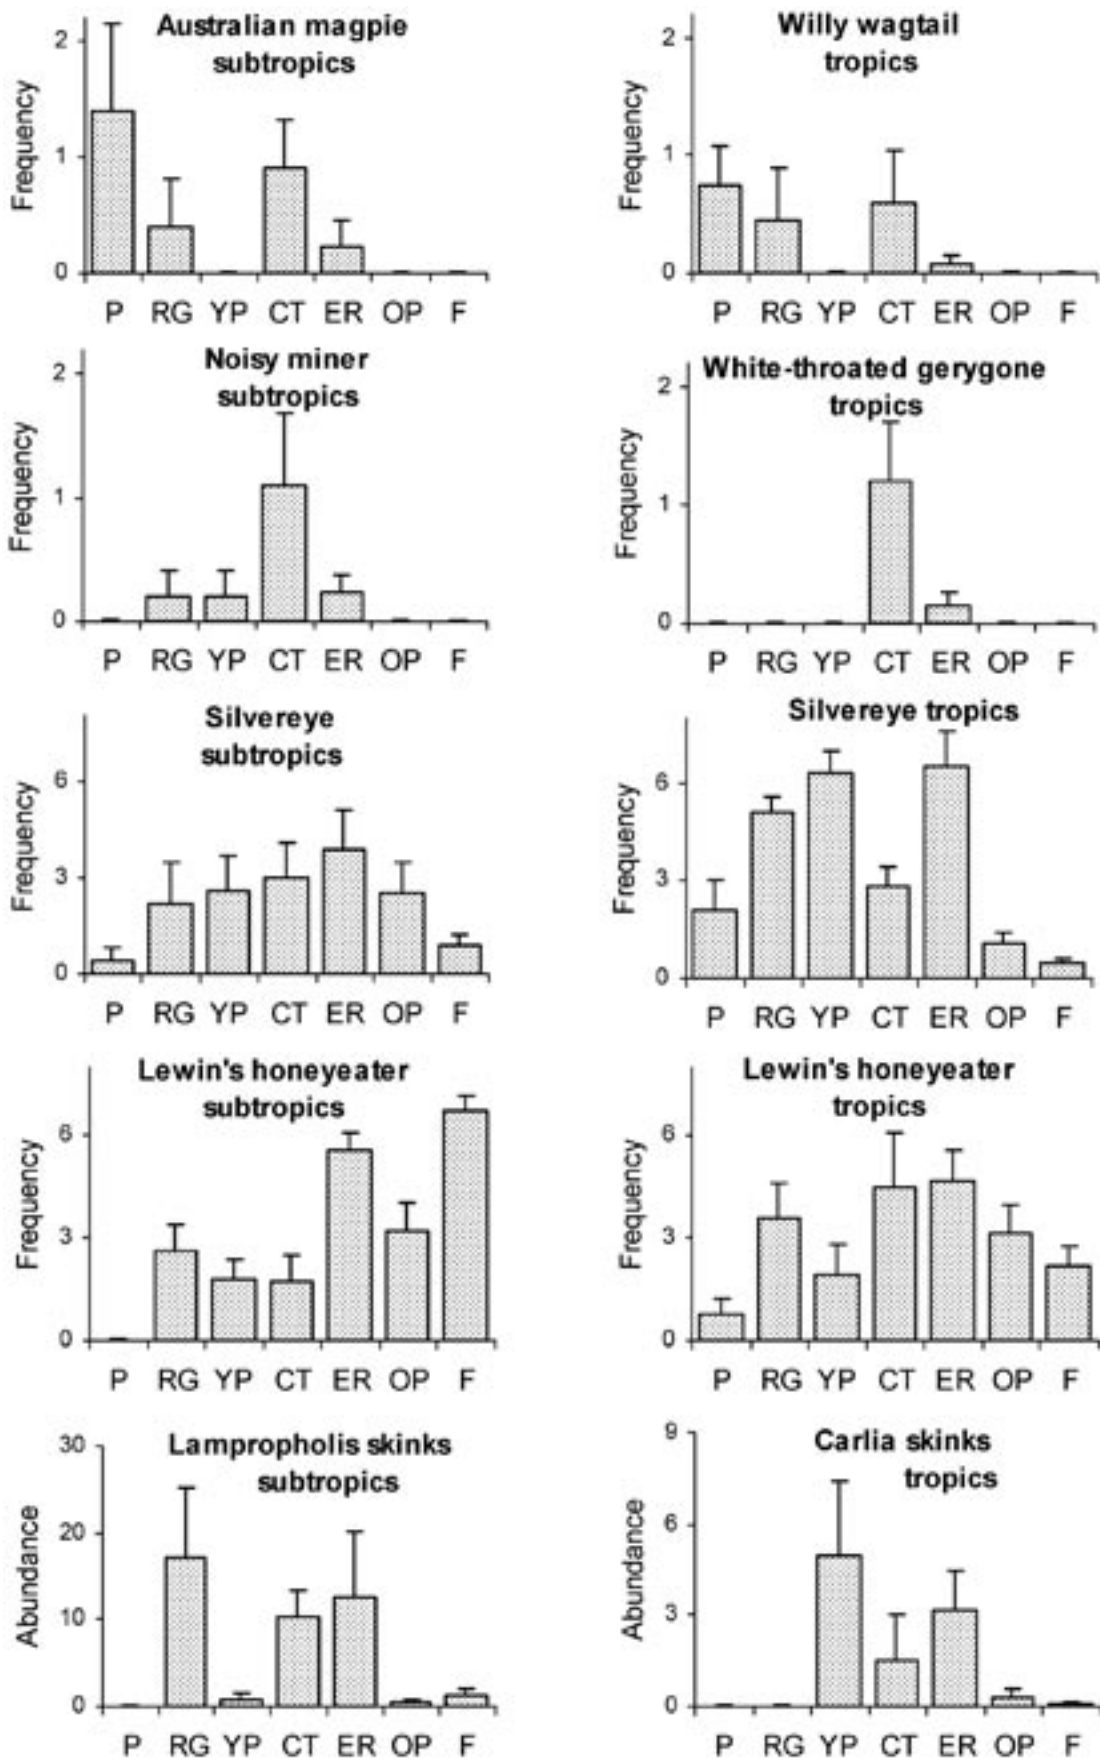 Australian magpie
subtropics
Frequency
2
1
0
P RG YP CT ER OP F
Willy wagtail
tropics
Frequency
2
1
0
P RG YP CT ER OP F
Noisy miner
subtropics
Frequency
2
1
0
P RG YP CT ER OP F
White-throated gerygone
tropics
Frequency
2
1
0
P RG YP CT ER OP F
Silvereye
subtropics
Frequency
6
3
0
P RG YP CT ER OP F
Silvereye tropics
Frequency
6
3
0
P RG YP CT ER OP F
Lewin's honeyeater
subtropics
Frequency
6
3
0
P RG YP CT ER OP F
Lewin's honeyeater
tropics
Frequency
6
3
0
P RG YP CT ER OP F
Lampropholis skinks
subtropics
Abundance
30
20
10
0
P RG YP CT ER OP F
Carlia skinks
tropics
Abundance
9
6
3
0
P RG YP CT ER OP F